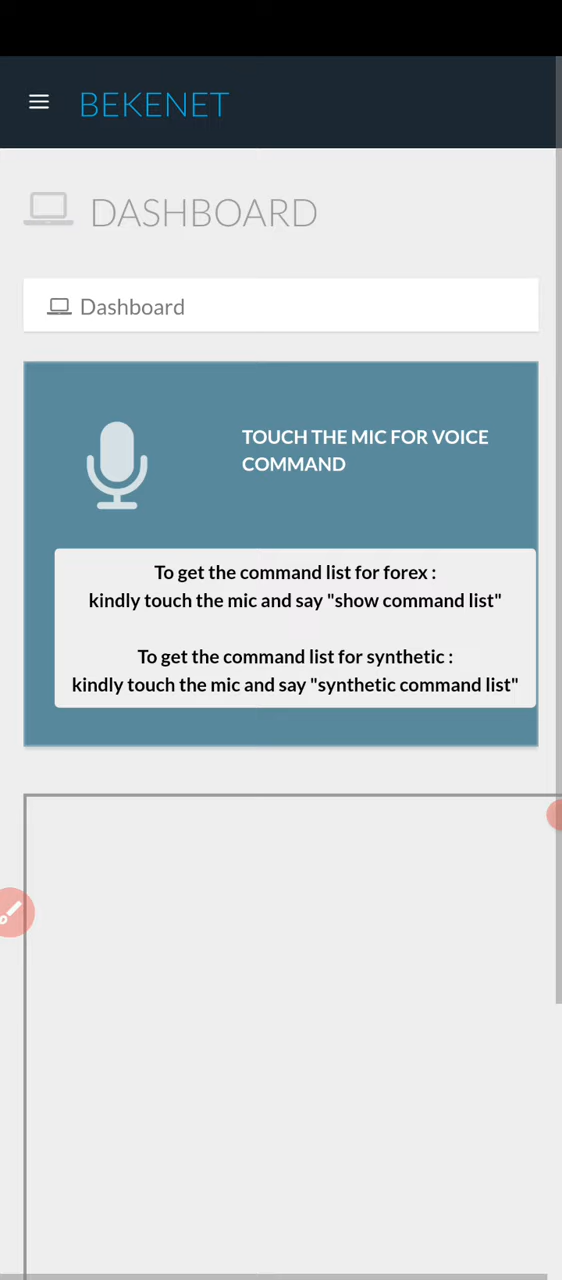 BEKENET
DASHBOARD
Dashboard
TOUCH THE MIC FOR VOICE
COMMAND
To get the command list for forex :
kindly touch the mic and say "show command list"
To get the command list for synthetic :
kindly touch the mic and say "synthetic command list"